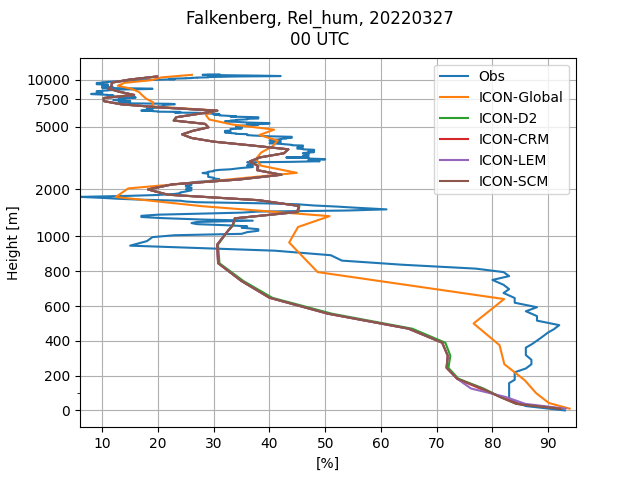 Falkenberg, Rel_hum, 20220327
00 UTC
Obs
ICON-Global
ICON-D2
ICON-CRM
ICON-LEM
ICON-SCM
Height [m]
10000
7500
5000
2000
1000
800
600
400
200
0
10 20 30 40 50 60 70 80 90
[%]